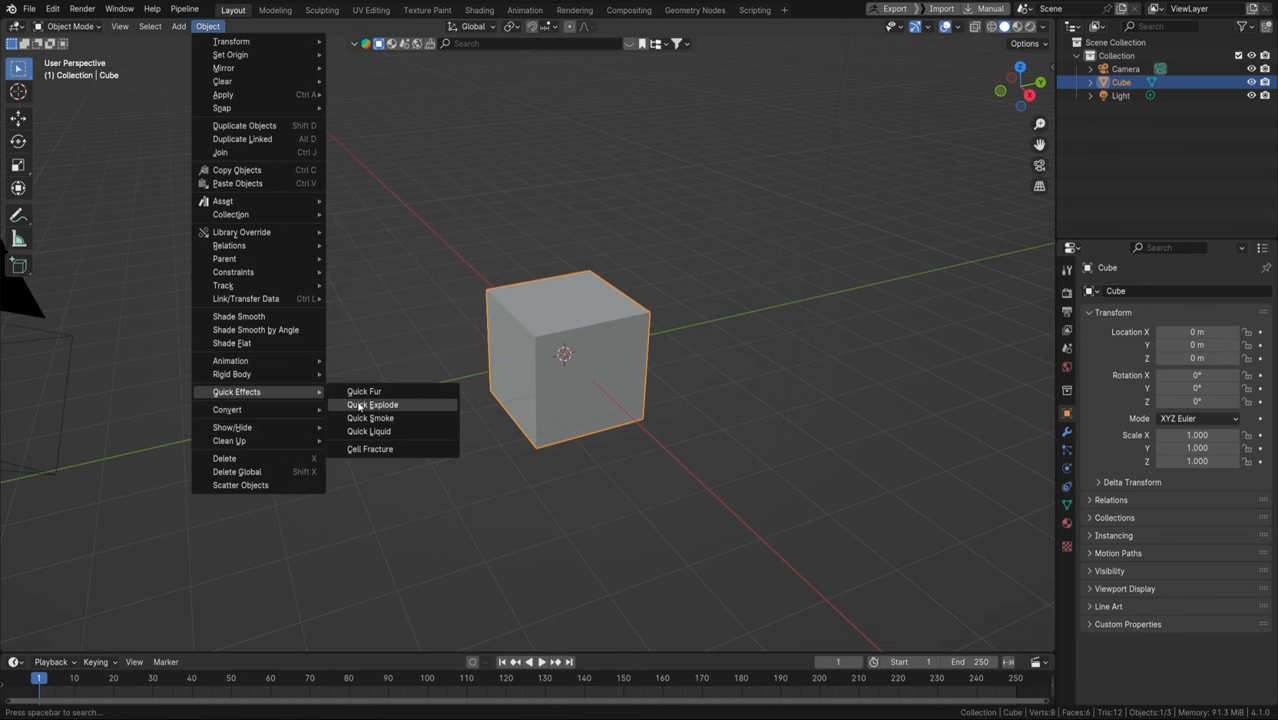 File Edit Render Window Help Pipeline Layout Modeling Sculpting UV Editing Texture Paint Shading Animation Rendering Compositing Geometry Nodes Scripting + Export Import Manual Scene ViewLayer
Object Mode View Select Add Object Global Search
Search Options
User Perspective
(1) Collection | Cube
Transform
Set Origin
Mirror
Clear
Apply Ctrl A
Snap
Duplicate Objects Shift D
Duplicate Linked Alt D
Join Ctrl J
Copy Objects Ctrl C
Paste Objects Ctrl V
Asset
Collection
Library Override
Relations
Parent
Constraints
Track
Link/Transfer Data Ctrl L
Shade Smooth
Shade Smooth by Angle
Shade Flat
Animation
Rigid Body
Quick Effects
Convert
Show/Hide
Clean Up
Delete X
Delete Global Shift X
Scatter Objects
Quick Fur
Quick Explode
Quick Smoke
Quick Liquid
Cell Fracture
Z
Y
X
Scene Collection
Collection
Camera
Cube
Light
Search
Cube
Cube
Transform
Location X 0 m
Y 0 m
Z 0 m
Rotation X 0°
Y 0°
Z 0°
Mode XYZ Euler
Scale X 1.000
Y 1.000
Z 1.000
Delta Transform
Relations
Collections
Instancing
Motion Paths
Visibility
Viewport Display
Line Art
Custom Properties
Playback Keying View Marker 1 Start 1 End 250
1 10 20 30 40 50 60 70 80 90 100 110 120 130 140 150 160 170 180 190 200 210 220 230 240 250
Press spacebar to search... Collection | Cube | Verts:8 | Faces:6 | Tris:12 | Objects:1/3 | Memory: 91.3 MiB | 4.1.0